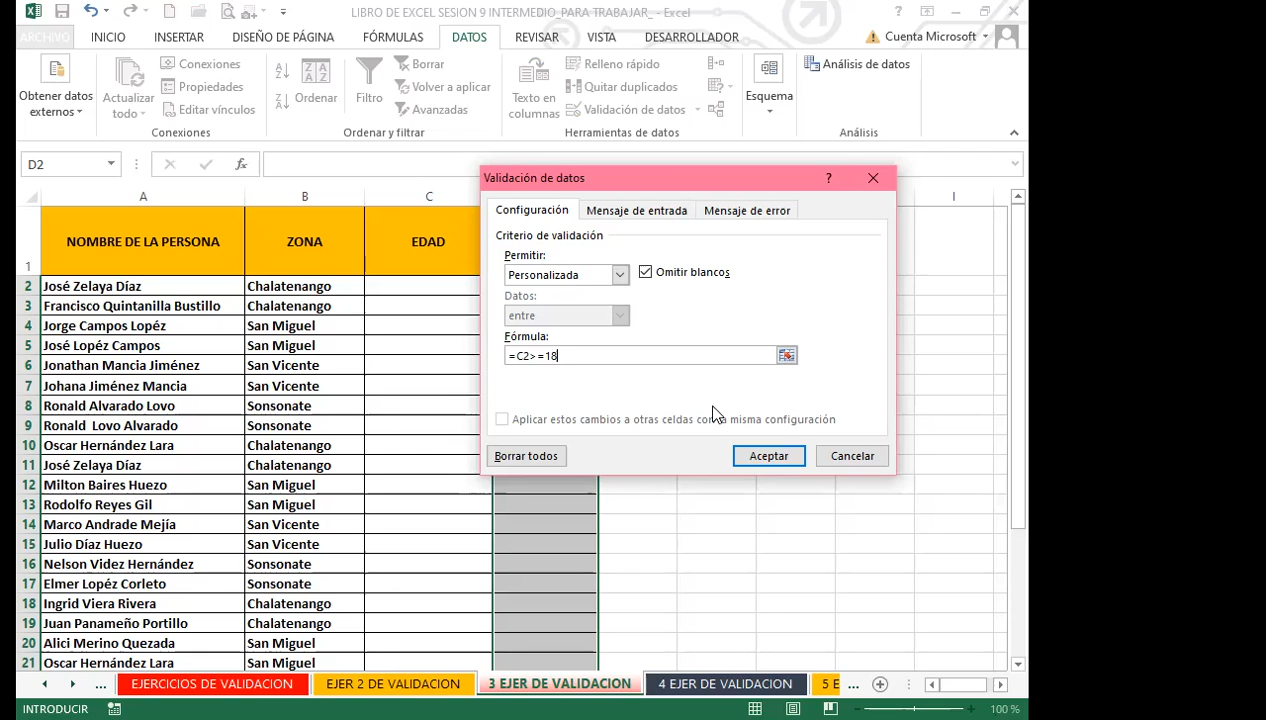 LIBRO DE EXCEL SESION 9 INTERMEDIO_PARA TRABAJAR_ - Excel
ARCHIVO INICIO INSERTAR DISEÑO DE PÁGINA FÓRMULAS DATOS REVISAR VISTA DESARROLLADOR Cuenta Microsoft
Obtener datos externos
Actualizar todo
Conexiones
Propiedades
Editar vínculos
Conexiones
Ordenar
Filtro
Borrar
Volver a aplicar
Avanzadas
Ordenar y filtrar
Texto en columnas
Relleno rápido
Quitar duplicados
Validación de datos
Herramientas de datos
Esquema
Análisis de datos
Análisis
D2 fx
Validación de datos ?
Configuración Mensaje de entrada Mensaje de error
Criterio de validación
Permitir:
Personalizada Omitir blancos
Datos:
entre
Fórmula:
=C2>=18
Aplicar estos cambios a otras celdas con la misma configuración
Borrar todos Aceptar Cancelar
A B C I
1 NOMBRE DE LA PERSONA ZONA EDAD
2 José Zelaya Díaz Chalatenango
3 Francisco Quintanilla Bustillo Chalatenango
4 Jorge Campos Lopéz San Miguel
5 José Lopéz Campos San Miguel
6 Jonathan Mancia Jiménez San Vicente
7 Johana Jiménez Mancia San Vicente
8 Ronald Alvarado Lovo Sonsonate
9 Ronald Lovo Alvarado Sonsonate
10 Oscar Hernández Lara Chalatenango
11 José Zelaya Díaz Chalatenango
12 Milton Baires Huezo San Miguel
13 Rodolfo Reyes Gil San Miguel
14 Marco Andrade Mejía San Vicente
15 Julio Díaz Huezo San Vicente
16 Nelson Videz Hernández Sonsonate
17 Elmer Lopéz Corleto Sonsonate
18 Ingrid Viera Rivera Chalatenango
19 Juan Panameño Portillo Chalatenango
20 Alici Merino Quezada San Miguel
21 Oscar Hernández Lara San Miguel
... EJERCICIOS DE VALIDACION EJER 2 DE VALIDACION 3 EJER DE VALIDACION 4 EJER DE VALIDACION 5 E ...
INTRODUCIR 100 %